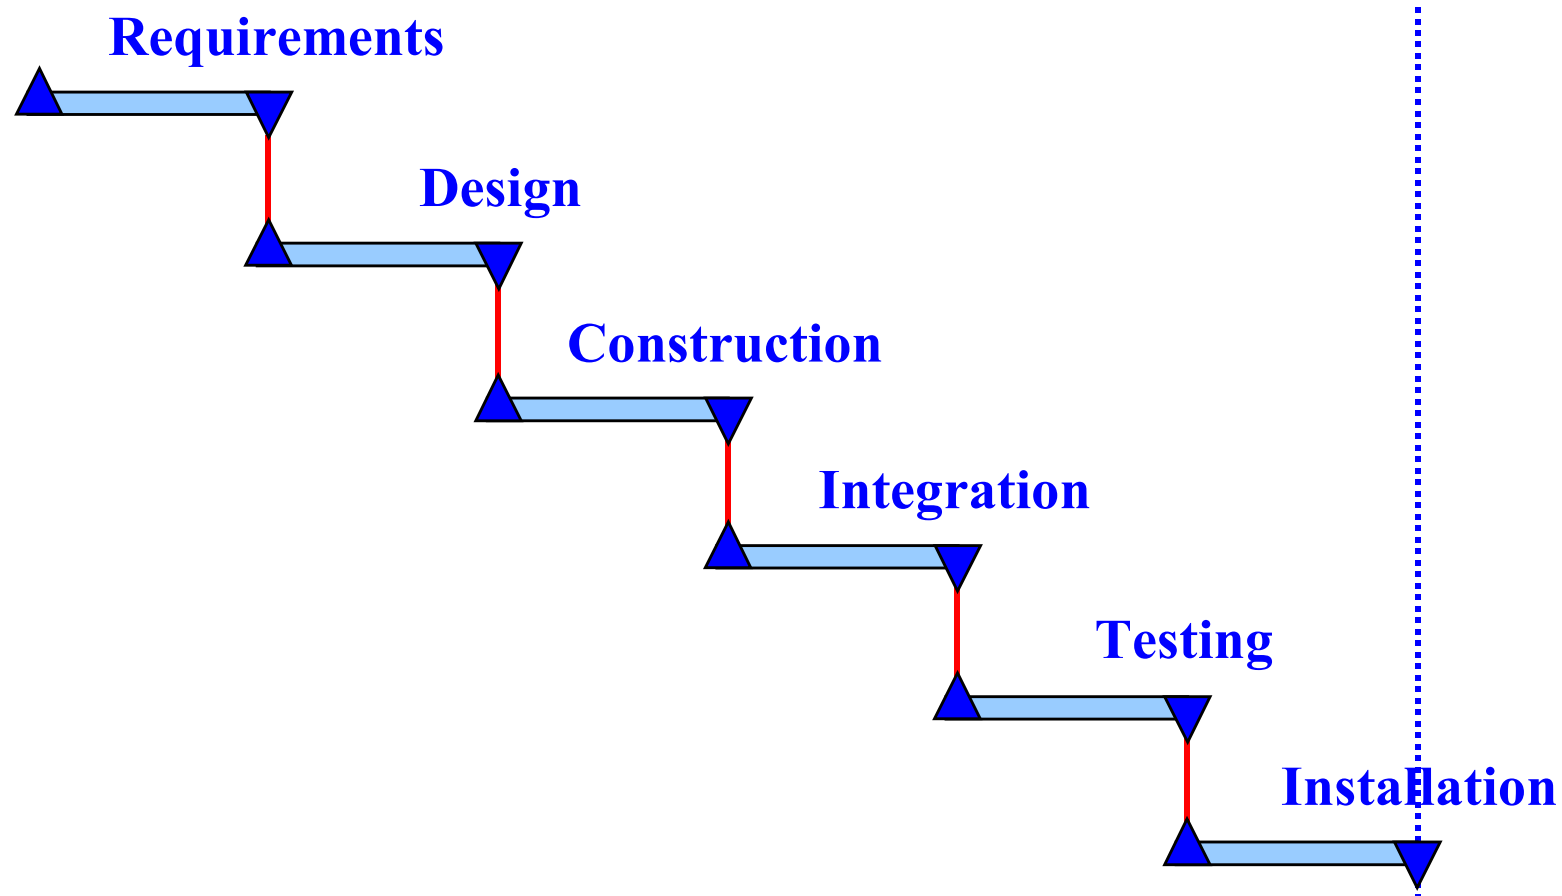 Requirements
Design
Construction
Integration
Testing
Installation